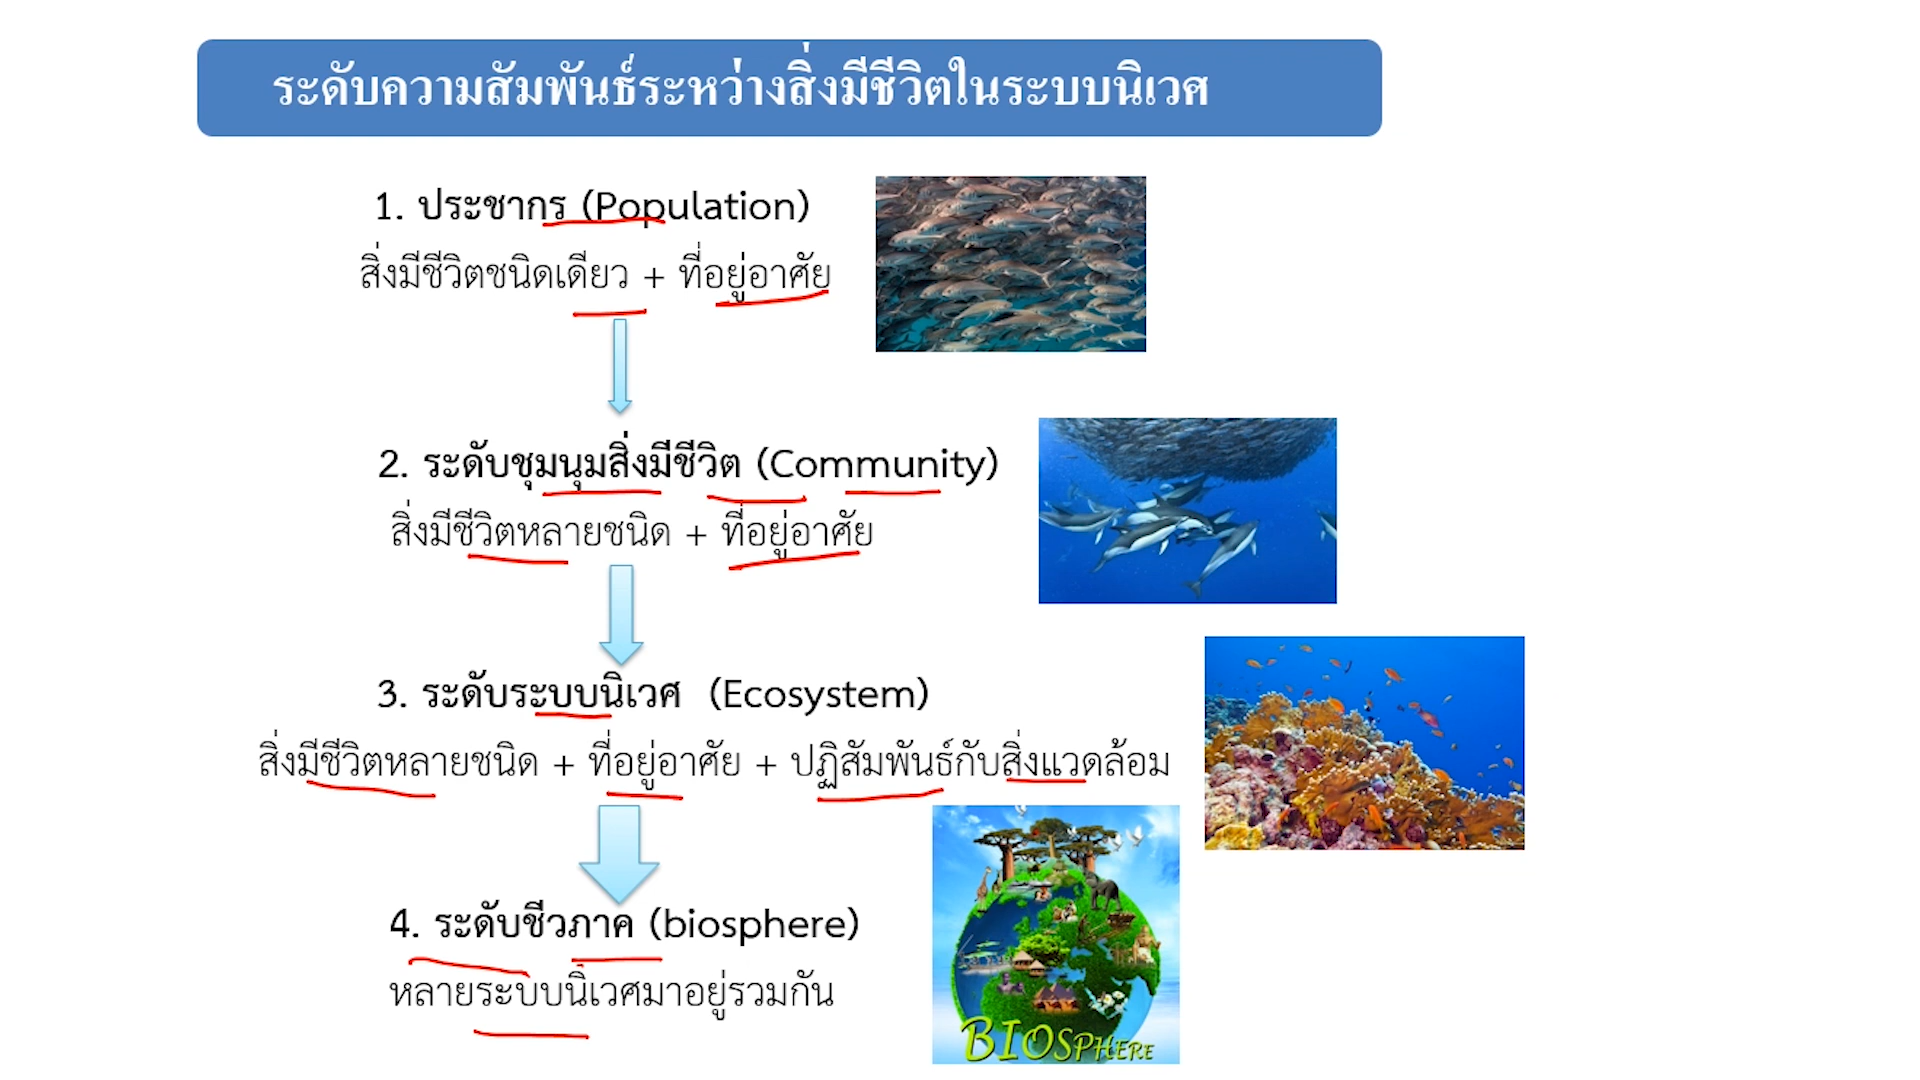 ระดับความสัมพันธ์ระหว่างสิ่งมีชีวิตในระบบนิเวศ
1. ประชากร (Population)
สิ่งมีชีวิตชนิดเดียว + ที่อยู่อาศัย
2. ระดับชุมนุมสิ่งมีชีวิต (Community)
สิ่งมีชีวิตหลายชนิด + ที่อยู่อาศัย
3. ระดับระบบนิเวศ (Ecosystem)
สิ่งมีชีวิตหลายชนิด + ที่อยู่อาศัย + ปฏิสัมพันธ์กับสิ่งแวดล้อม
4. ระดับชีวภาค (biosphere)
หลายระบบนิเวศมาอยู่รวมกัน
BIOSPHERE